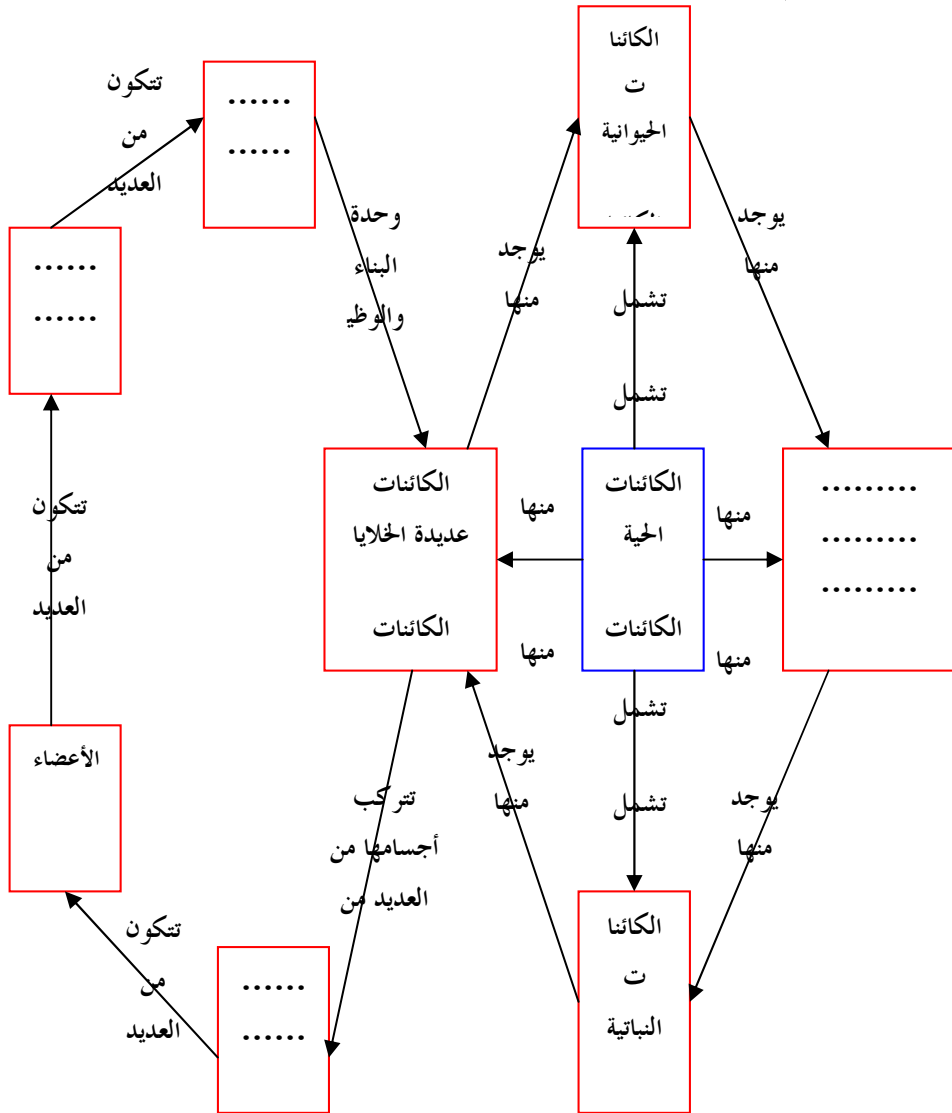 الكائنا
ت
الحيوانية
تتكون
من
العديد
......
......
وحدة
البناء
والوظي
يوجد
منها
تشمل
تشمل
يوجد
منها
......
......
الكائنات
عديدة الخلايا
الكائنات
منها
منها
الكائنات
الحية
الكائنات
منها
منها
.........
.........
.........
تتكون
من
العديد
الأعضاء
تتركب
أجسامها من
العديد من
يوجد
منها
تشمل
تشمل
يوجد
منها
تتكون
من
العديد
......
......
الكائنا
ت
النباتية